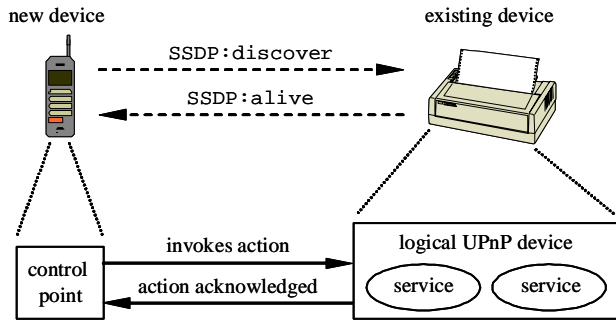 new device
existing device
SSDP:discover
SSDP:alive
invokes action
logical UPnP device
control
point
service
service
action acknowledged